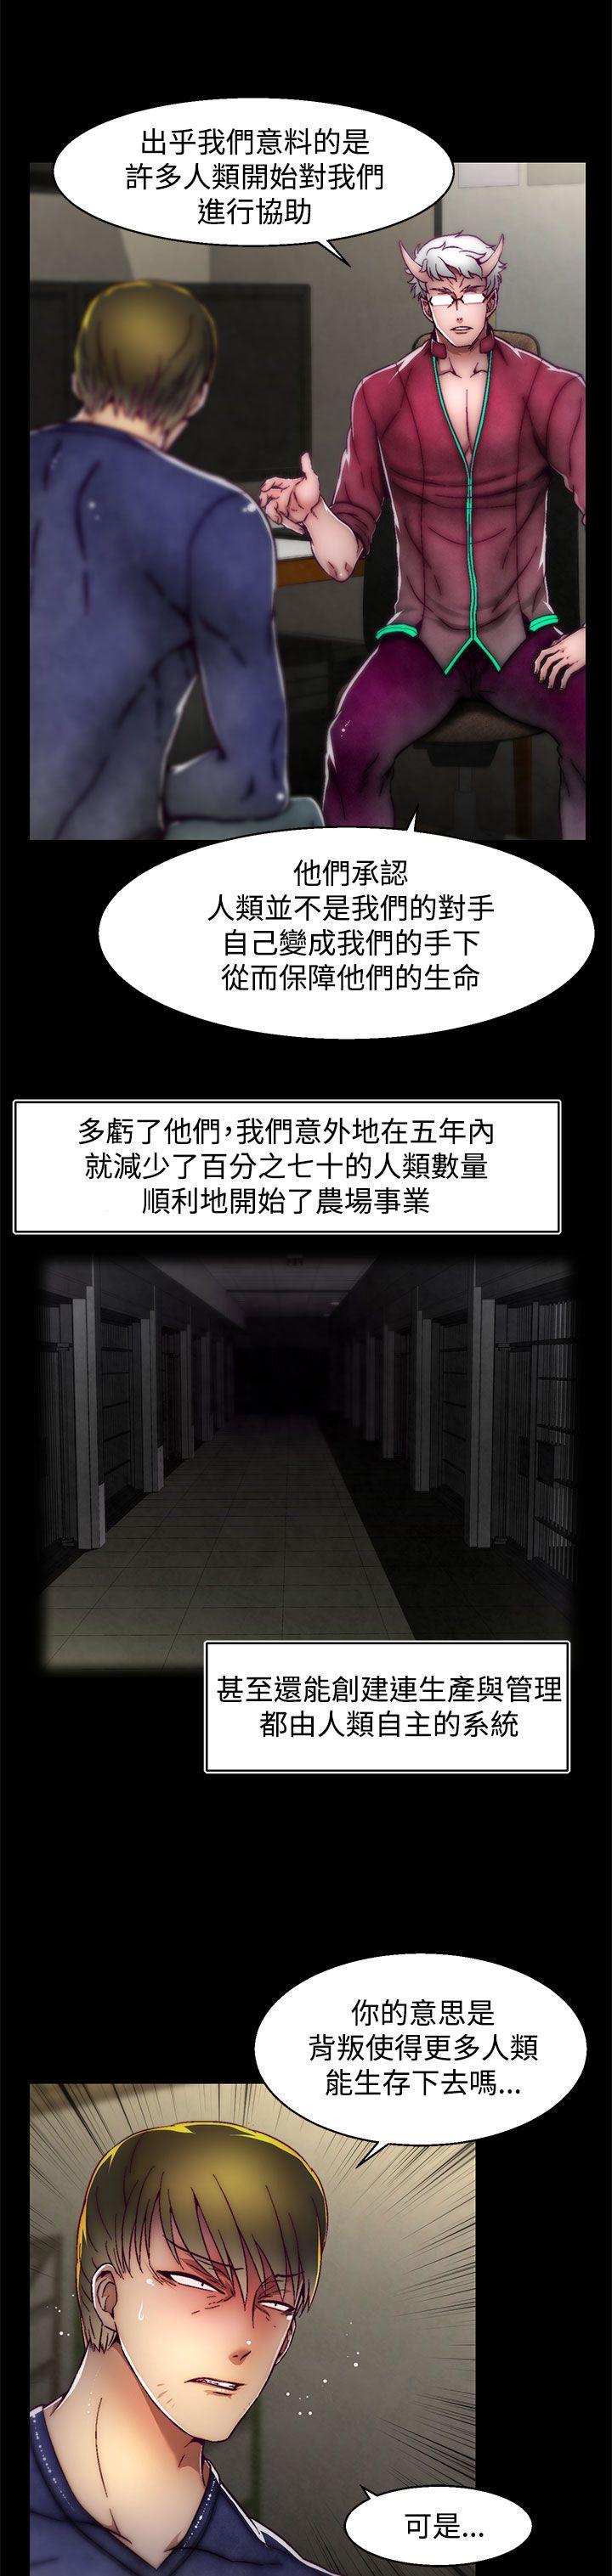 出乎我們意料的是
許多人類開始對我們
進行協助
他們承認
人類並不是我們的對手
自己變成我們的手下
從而保障他們的生命
多虧了他們，我們意外地在五年內
就減少了百分之七十的人類數量
順利地開始了農場事業
甚至還能創建連生產與管理
都由人類自主的系統
你的意思是
背叛使得更多人類
能生存下去嗎...
可是...